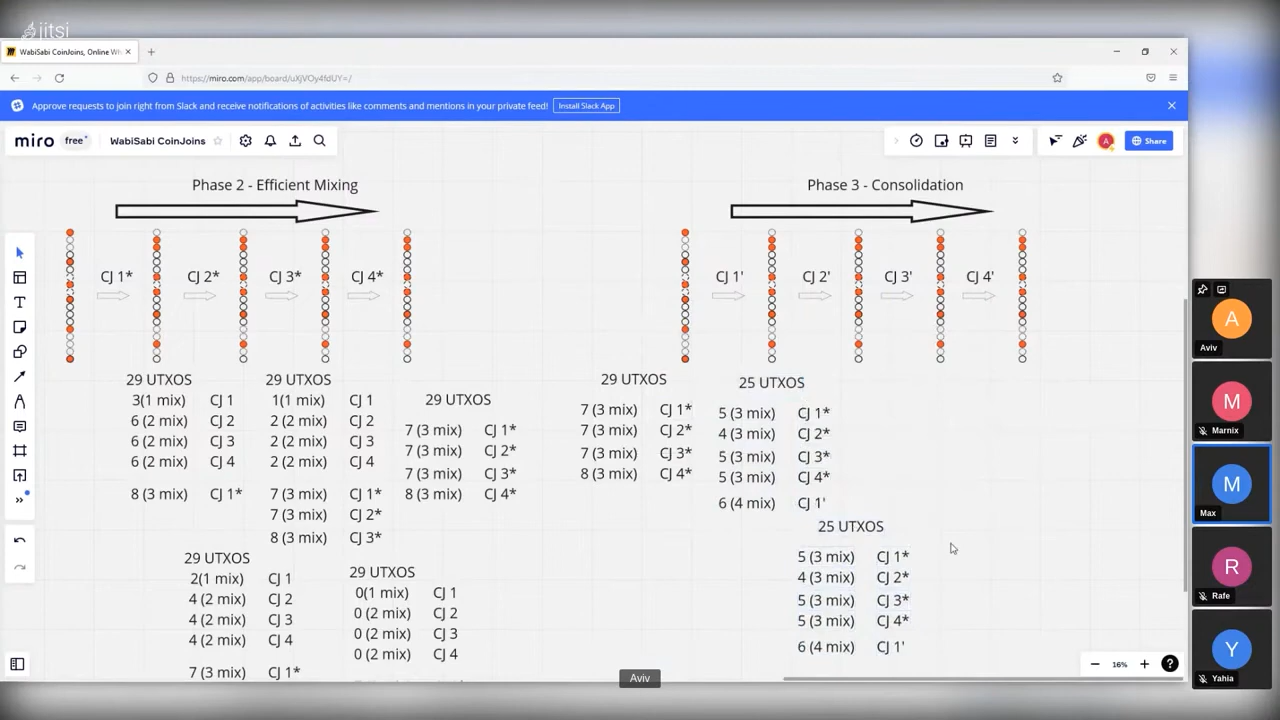 jitsi
WabiSabi CoinJoins, Online Wh
https://miro.com/app/board/uXjVOy4fdUY=/
Approve requests to join right from Slack and receive notifications of activities like comments and mentions in your private feed! Install Slack App
miro free WabiSabi CoinJoins
A Share
Phase 2 - Efficient Mixing
CJ 1* CJ 2* CJ 3* CJ 4*
29 UTXOS
3(1 mix) CJ 1
6 (2 mix) CJ 2
6 (2 mix) CJ 3
6 (2 mix) CJ 4
8 (3 mix) CJ 1*
29 UTXOS
1(1 mix) CJ 1
2 (2 mix) CJ 2
2 (2 mix) CJ 3
2 (2 mix) CJ 4
7 (3 mix) CJ 1*
7 (3 mix) CJ 2*
8 (3 mix) CJ 3*
29 UTXOS
7 (3 mix) CJ 1*
7 (3 mix) CJ 2*
7 (3 mix) CJ 3*
8 (3 mix) CJ 4*
29 UTXOS
2(1 mix) CJ 1
4 (2 mix) CJ 2
4 (2 mix) CJ 3
4 (2 mix) CJ 4
7 (3 mix) CJ 1*
29 UTXOS
0(1 mix) CJ 1
0 (2 mix) CJ 2
0 (2 mix) CJ 3
0 (2 mix) CJ 4
Phase 3 - Consolidation
CJ 1' CJ 2' CJ 3' CJ 4'
29 UTXOS
7 (3 mix) CJ 1*
7 (3 mix) CJ 2*
7 (3 mix) CJ 3*
8 (3 mix) CJ 4*
25 UTXOS
5 (3 mix) CJ 1*
4 (3 mix) CJ 2*
5 (3 mix) CJ 3*
5 (3 mix) CJ 4*
6 (4 mix) CJ 1'
25 UTXOS
5 (3 mix) CJ 1*
4 (3 mix) CJ 2*
5 (3 mix) CJ 3*
5 (3 mix) CJ 4*
6 (4 mix) CJ 1'
16%
Aviv
A
Aviv
M
Marnix
M
Max
R
Rafe
Y
Yahia